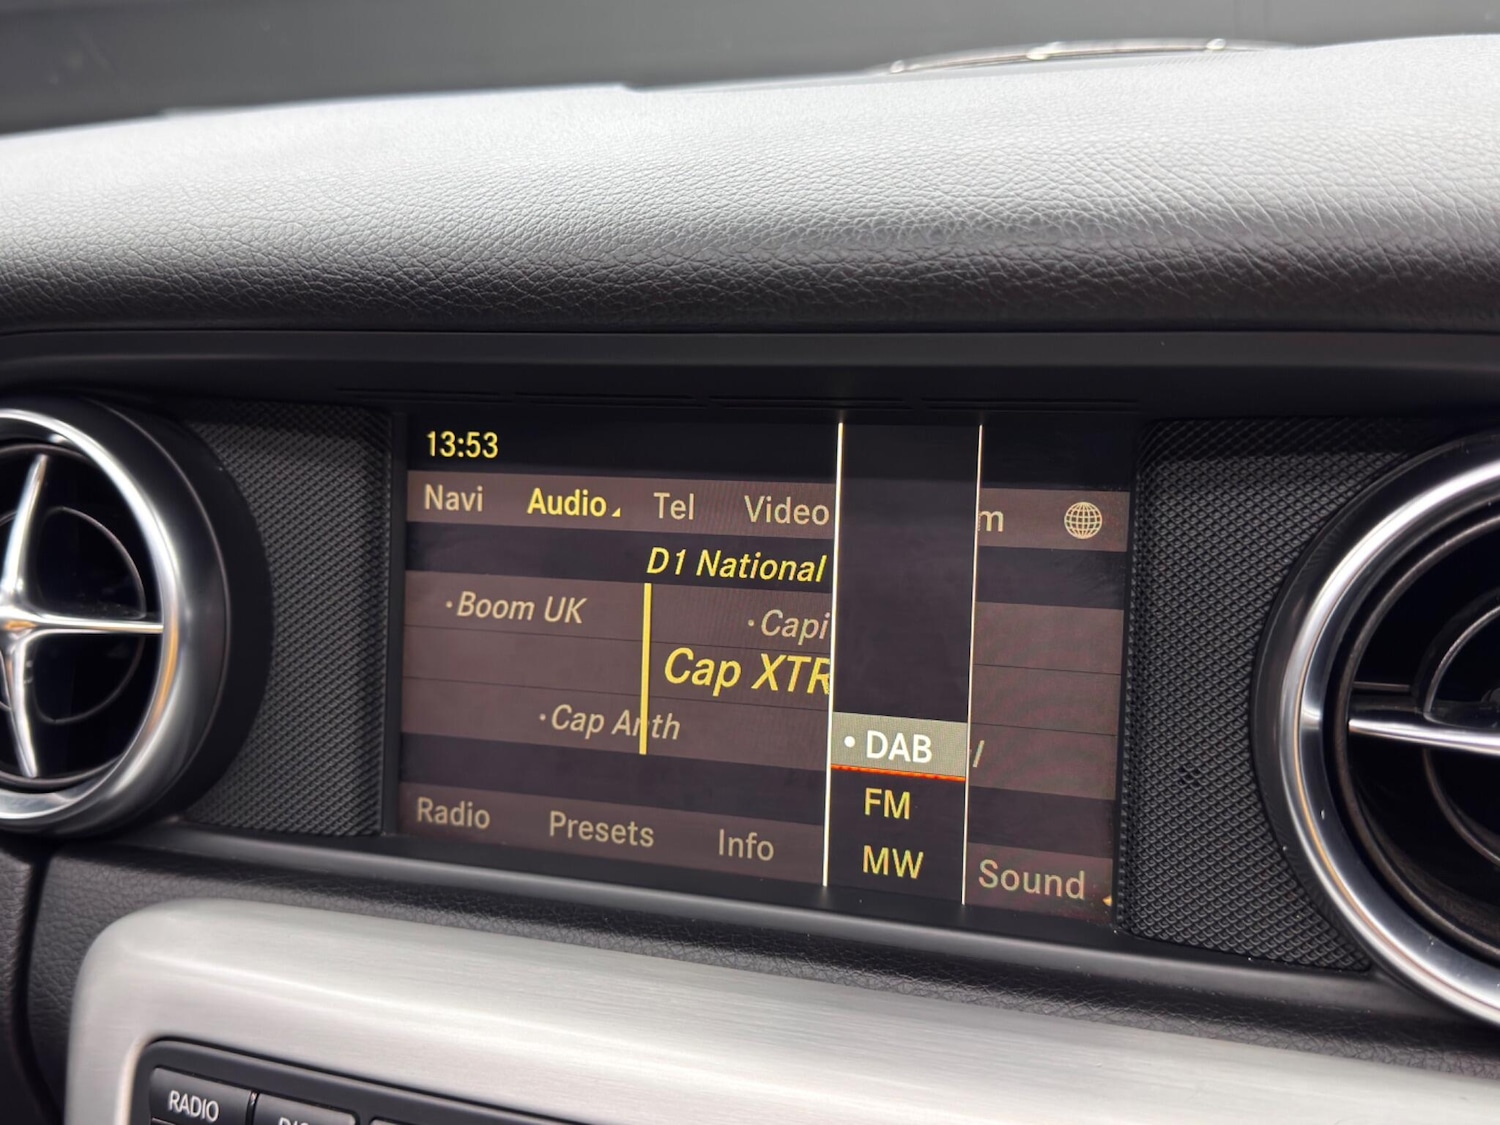 13:53
Navi Audio Tel Video m
D1 National
·Boom UK ·Capi
Cap XTR
·Cap Anth
• DAB
FM
MW
Radio Presets Info Sound
RADIO